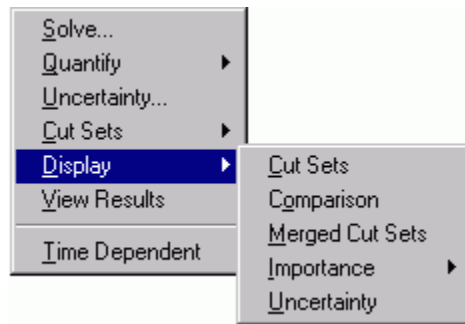 Solve...
Quantify
Uncertainty...
Cut Sets
Display
View Results
Time Dependent
Cut Sets
Comparison
Merged Cut Sets
Importance
Uncertainty